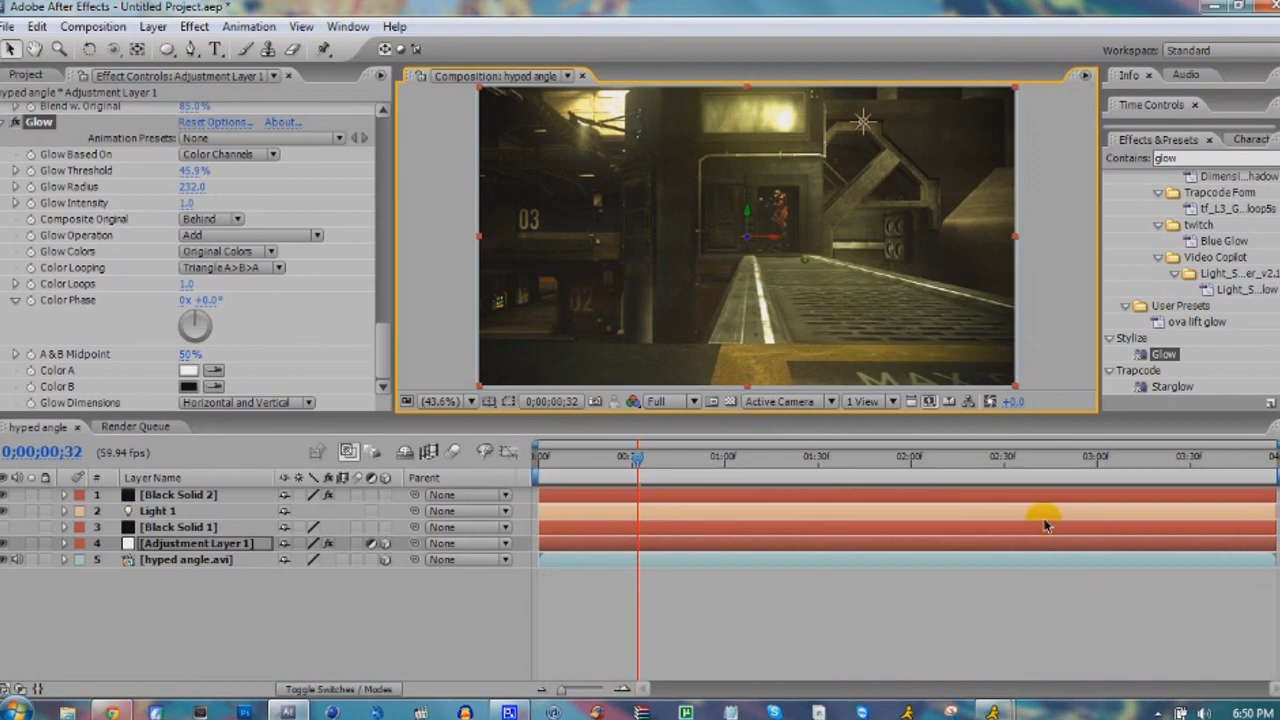 Adobe After Effects - Untitled Project.aep *
File Edit Composition Layer Effect Animation View Window Help
Workspace: Standard
Project Effect Controls: Adjustment Layer 1
Composition: hyped angle
Info Audio
hyped angle * Adjustment Layer 1
Time Controls
Blend w. Original 85.0%
Glow Reset Options... About...
Animation Presets: None
Effects & Presets Charact
Contains: glow
Glow Based On Color Channels
Glow Threshold 45.9%
Glow Radius 232.0
Glow Intensity 1.0
Composite Original Behind
Glow Operation Add
Glow Colors Original Colors
Color Looping Triangle A>B>A
Color Loops 1.0
Color Phase 0x +0.0°
A & B Midpoint 50%
Color A
Color B
Glow Dimensions Horizontal and Vertical
03
02
Dimensi...hadow
Trapcode Form
tf_L3_G...loop5s
twitch
Blue Glow
Video Copilot
Light_S...er_v2.1
Light_S...low
User Presets
ova lift glow
Stylize
Glow
Trapcode
Starglow
(43.6%) 0;00;00;32 Full Active Camera 1 View +0.0
hyped angle Render Queue
0;00;00;32 (59.94 fps)
:00f 01:00f 01:30f 02:00f 02:30f 03:00f 03:30f
# Layer Name Parent
1 [Black Solid 2] None
2 Light 1 None
3 [Black Solid 1] None
4 [Adjustment Layer 1] None
5 [hyped angle.avi] None
Toggle Switches / Modes
6:50 PM